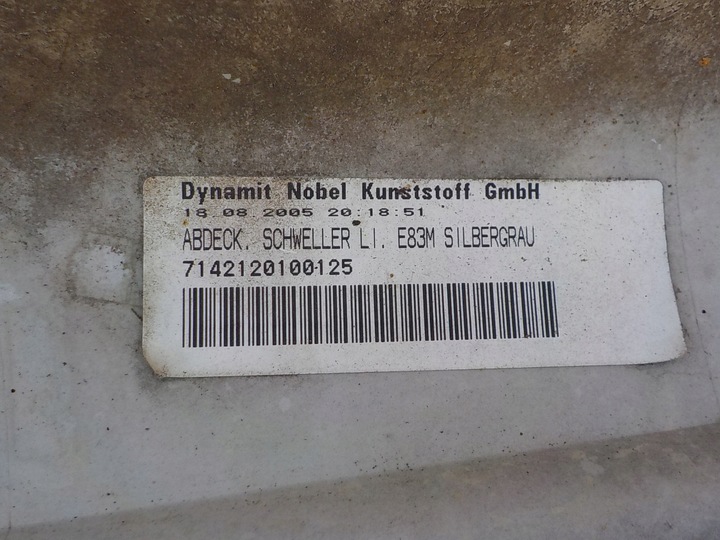 Dynamit Nobel Kunststoff GmbH
18.08.2005 20:18:51
ABDECK. SCHWELLER LI. E83M SILBERGRAU
7142120100125